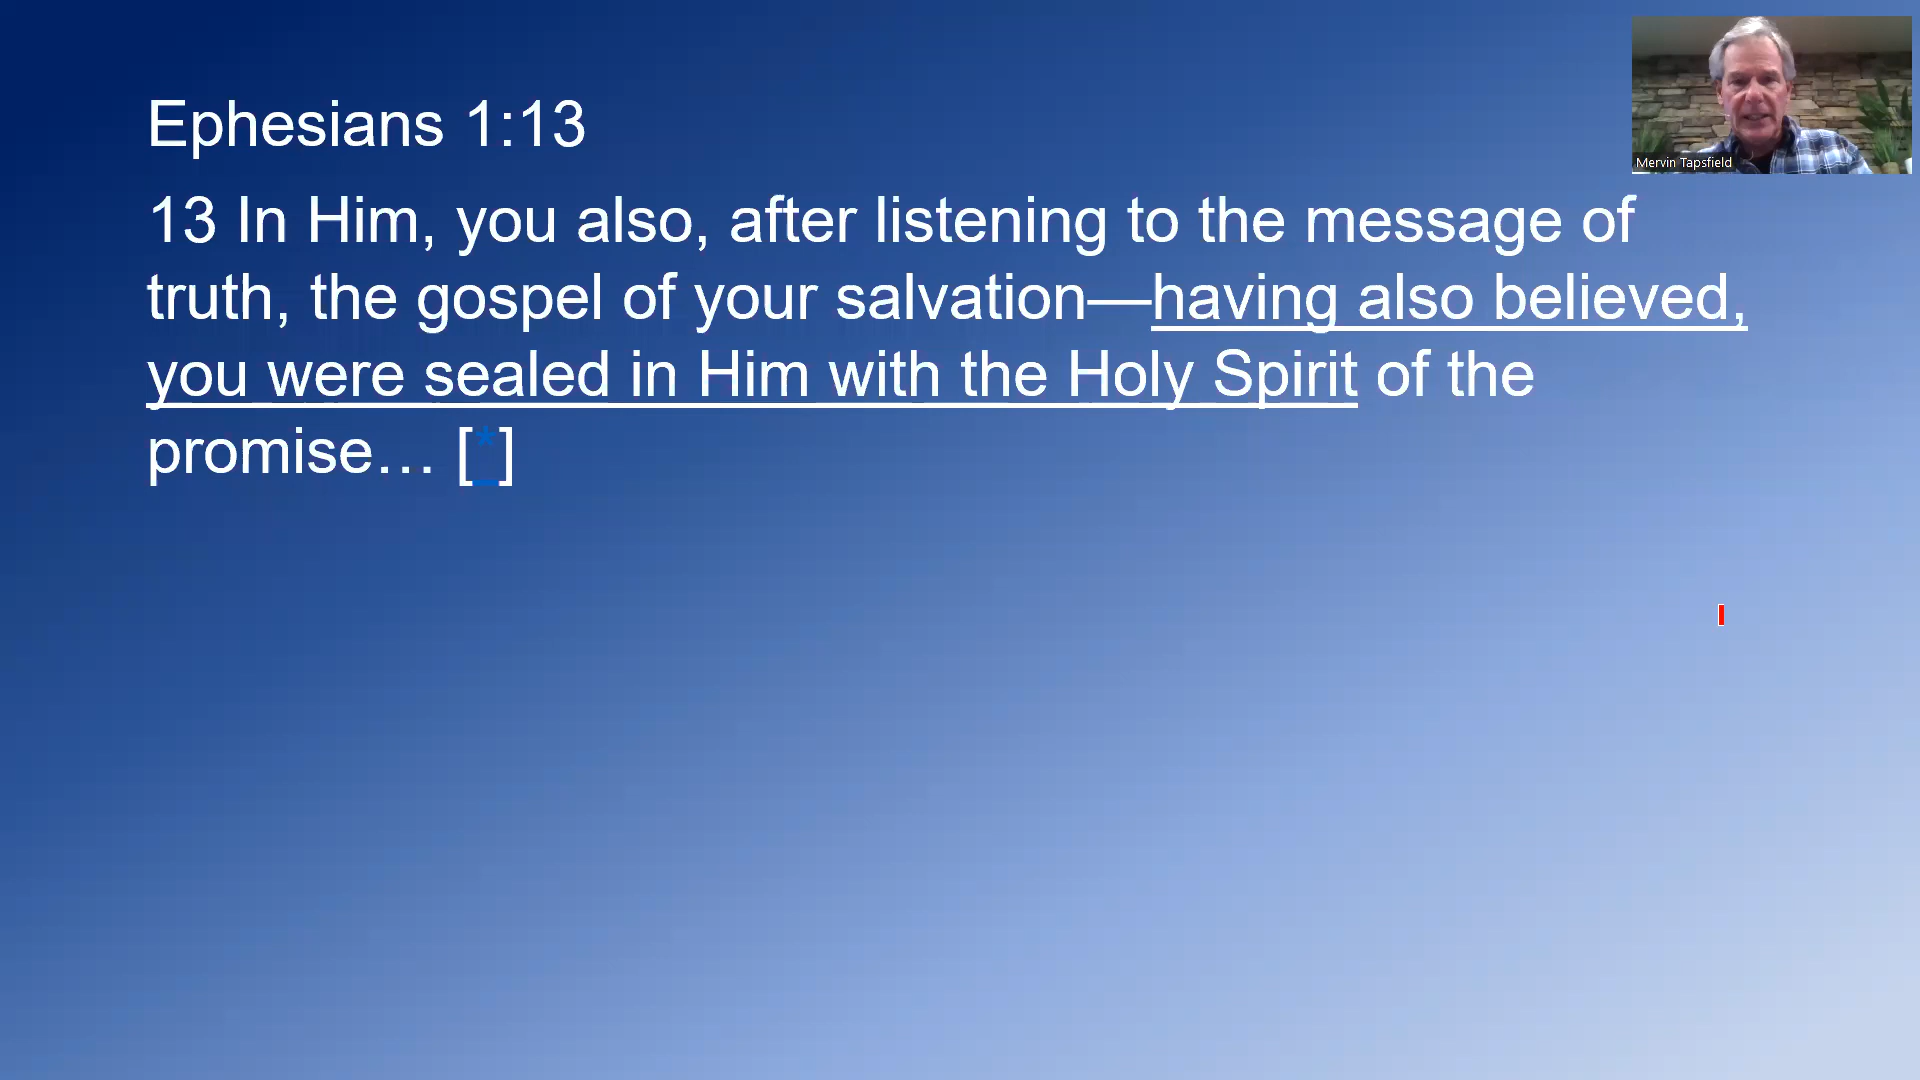 Ephesians 1:13
13 In Him, you also, after listening to the message of
truth, the gospel of your salvation—having also believed,
you were sealed in Him with the Holy Spirit of the
promise… [*]
Mervin Tapsfield